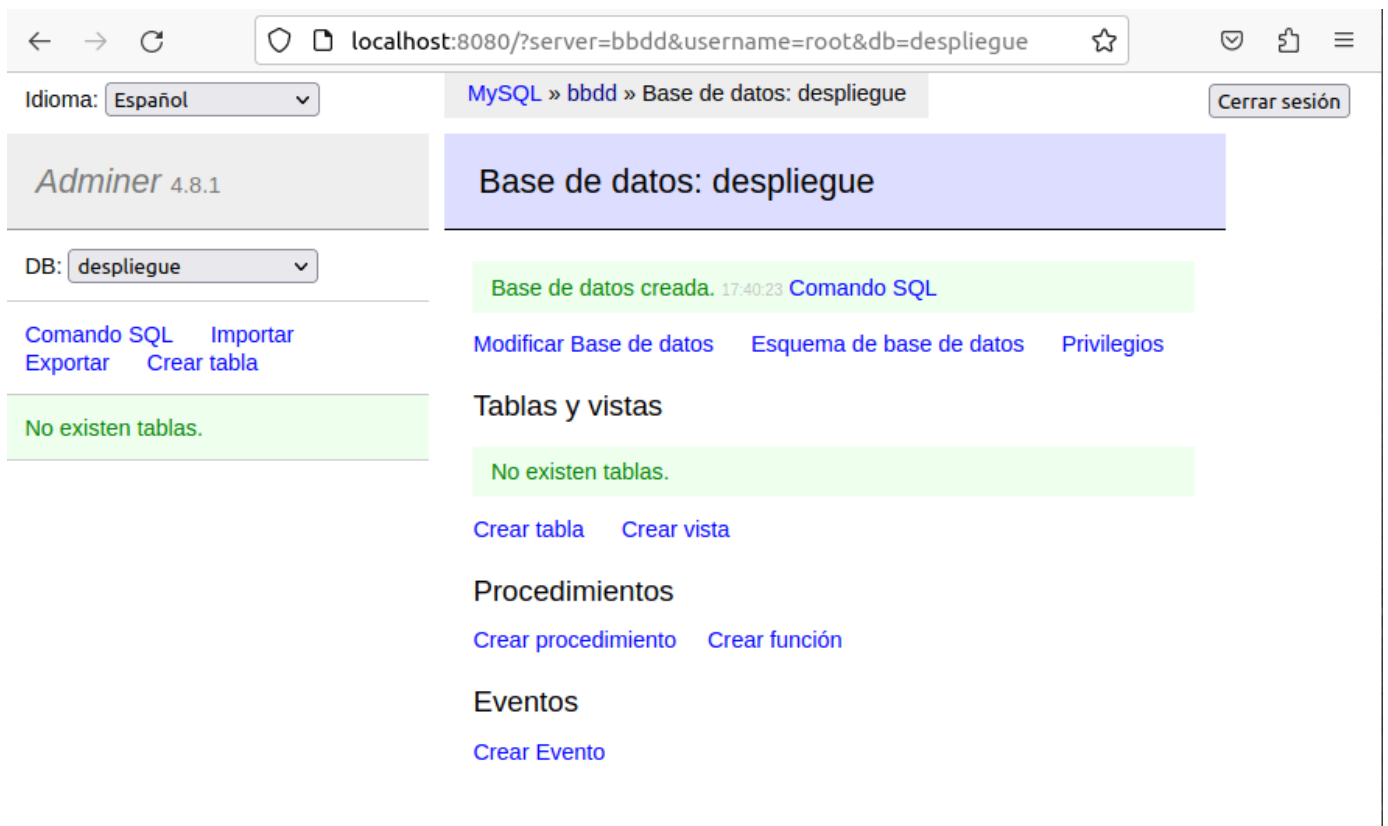 localhost:8080/?server=bbdd&username=root&db=despliegue
Idioma: Español
MySQL » bbdd » Base de datos: despliegue
Cerrar sesión
Adminer 4.8.1
Base de datos: despliegue
DB: despliegue
Base de datos creada. 17:40:23 Comando SQL
Comando SQL Importar
Exportar Crear tabla
Modificar Base de datos Esquema de base de datos Privilegios
No existen tablas.
Tablas y vistas
No existen tablas.
Crear tabla Crear vista
Procedimientos
Crear procedimiento Crear función
Eventos
Crear Evento